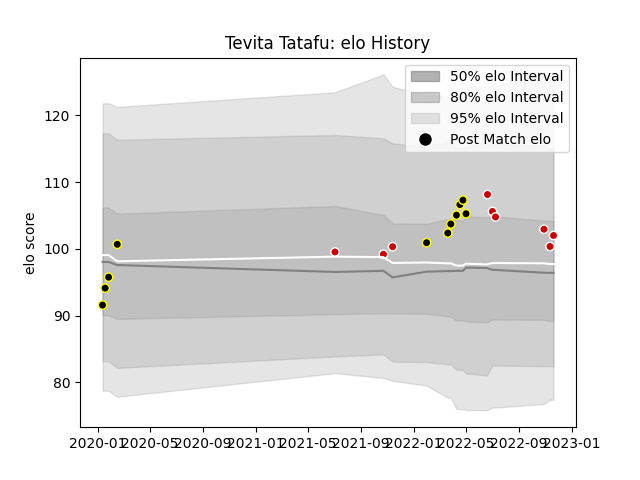 Tevita Tatafu: elo History
50% elo Interval
80% elo Interval
95% elo Interval
Post Match elo
elo score
120
110
100
90
80
2020-01 2020-05 2020-09 2021-01 2021-05 2021-09 2022-01 2022-05 2022-09 2023-01